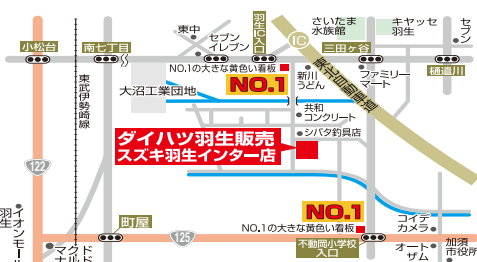 小松台
南七丁目
東中
セブン
イレブン
羽生IC入口
IC
さいたま
水族館
キャッセ
羽生
三田ヶ谷
セブン
樋遣川
ファミリー
マート
東北自動車道
NO.1の大きな黄色い看板
NO.1
新川
うどん
大沼工業団地
東武伊勢崎線
共和
コンクリート
シバタ釣具店
ダイハツ羽生販売
スズキ羽生インター店
122
NO.1
NO.1の大きな黄色い看板
町屋
125
不動岡小学校
入口
コイデ
カメラ
オート
ザム
加須
市役所
イオンモール
羽生
マクド
ナルド